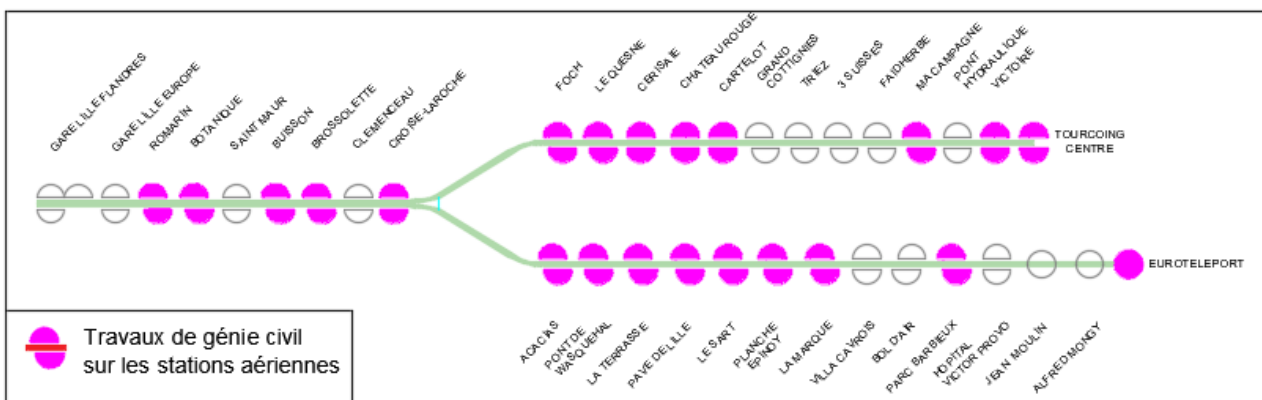 GARE LILLE FLANDRES
GARE LILLE EUROPE
ROMARIN
BOTANIQUE
SAINT MAUR
BUISSON
BROSSOLETTE
CLEMENCEAU
CROISE-LAROCHE
FOCH
LE QUESNE
CERISAIE
CHATEAU ROUGE
CARTELOT
GRAND
COTTIGNIES
TRIEZ
3 SUISSES
FAIDHERBE
MA CAMPAGNE
PONT
HYDRAULIQUE
VICTOIRE
TOURCOING
CENTRE
EUROTELEPORT
ACACIAS
PONT DE
WASQUEHAL
LA TERRASSE
PAVE DE LILLE
LE SART
PLANCHE
EPINOY
LA MARQUE
VILLA CAVROIS
BOL D'AIR
PARC BARBIEUX
HOPITAL
VICTOR PROVO
JEAN MOULIN
ALFRED MONGY
Travaux de génie civil
sur les stations aériennes